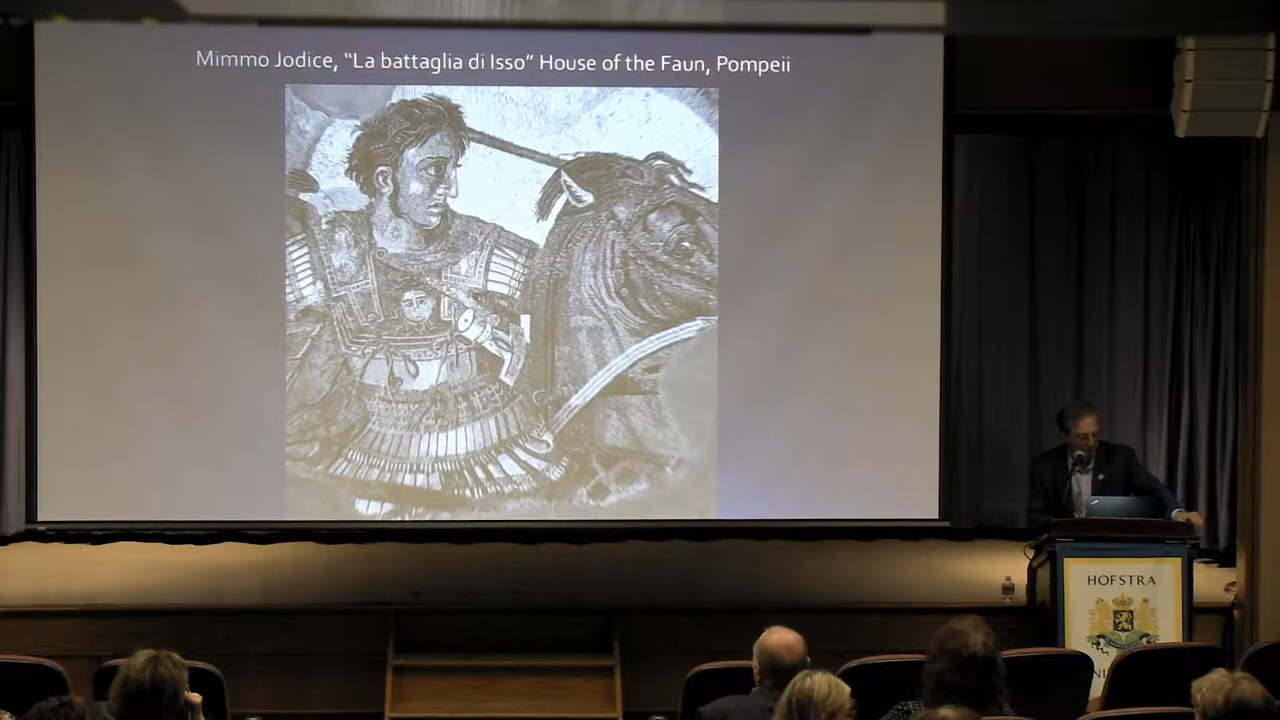 Mimmo Jodice, “La battaglia di Isso” House of the Faun, Pompeii
HOFSTRA